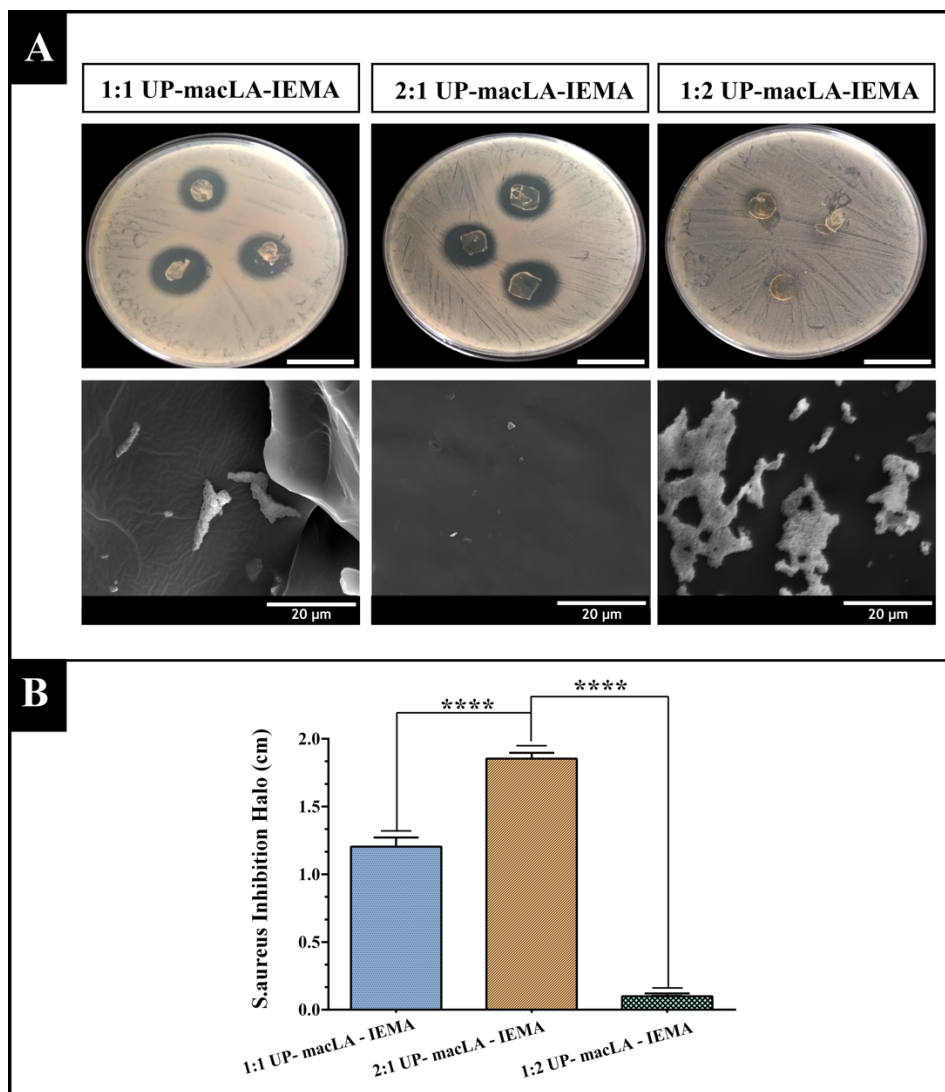 A
1:1 UP-macLA-IEMA
2:1 UP-macLA-IEMA
1:2 UP-macLA-IEMA
20 µm
20 µm
20 µm
B
S.aureus Inhibition Halo (cm)
2.0
1.5
1.0
0.5
0.0
****
****
1:1 UP- macLA - IEMA
2:1 UP- macLA - IEMA
1:2 UP- macLA - IEMA